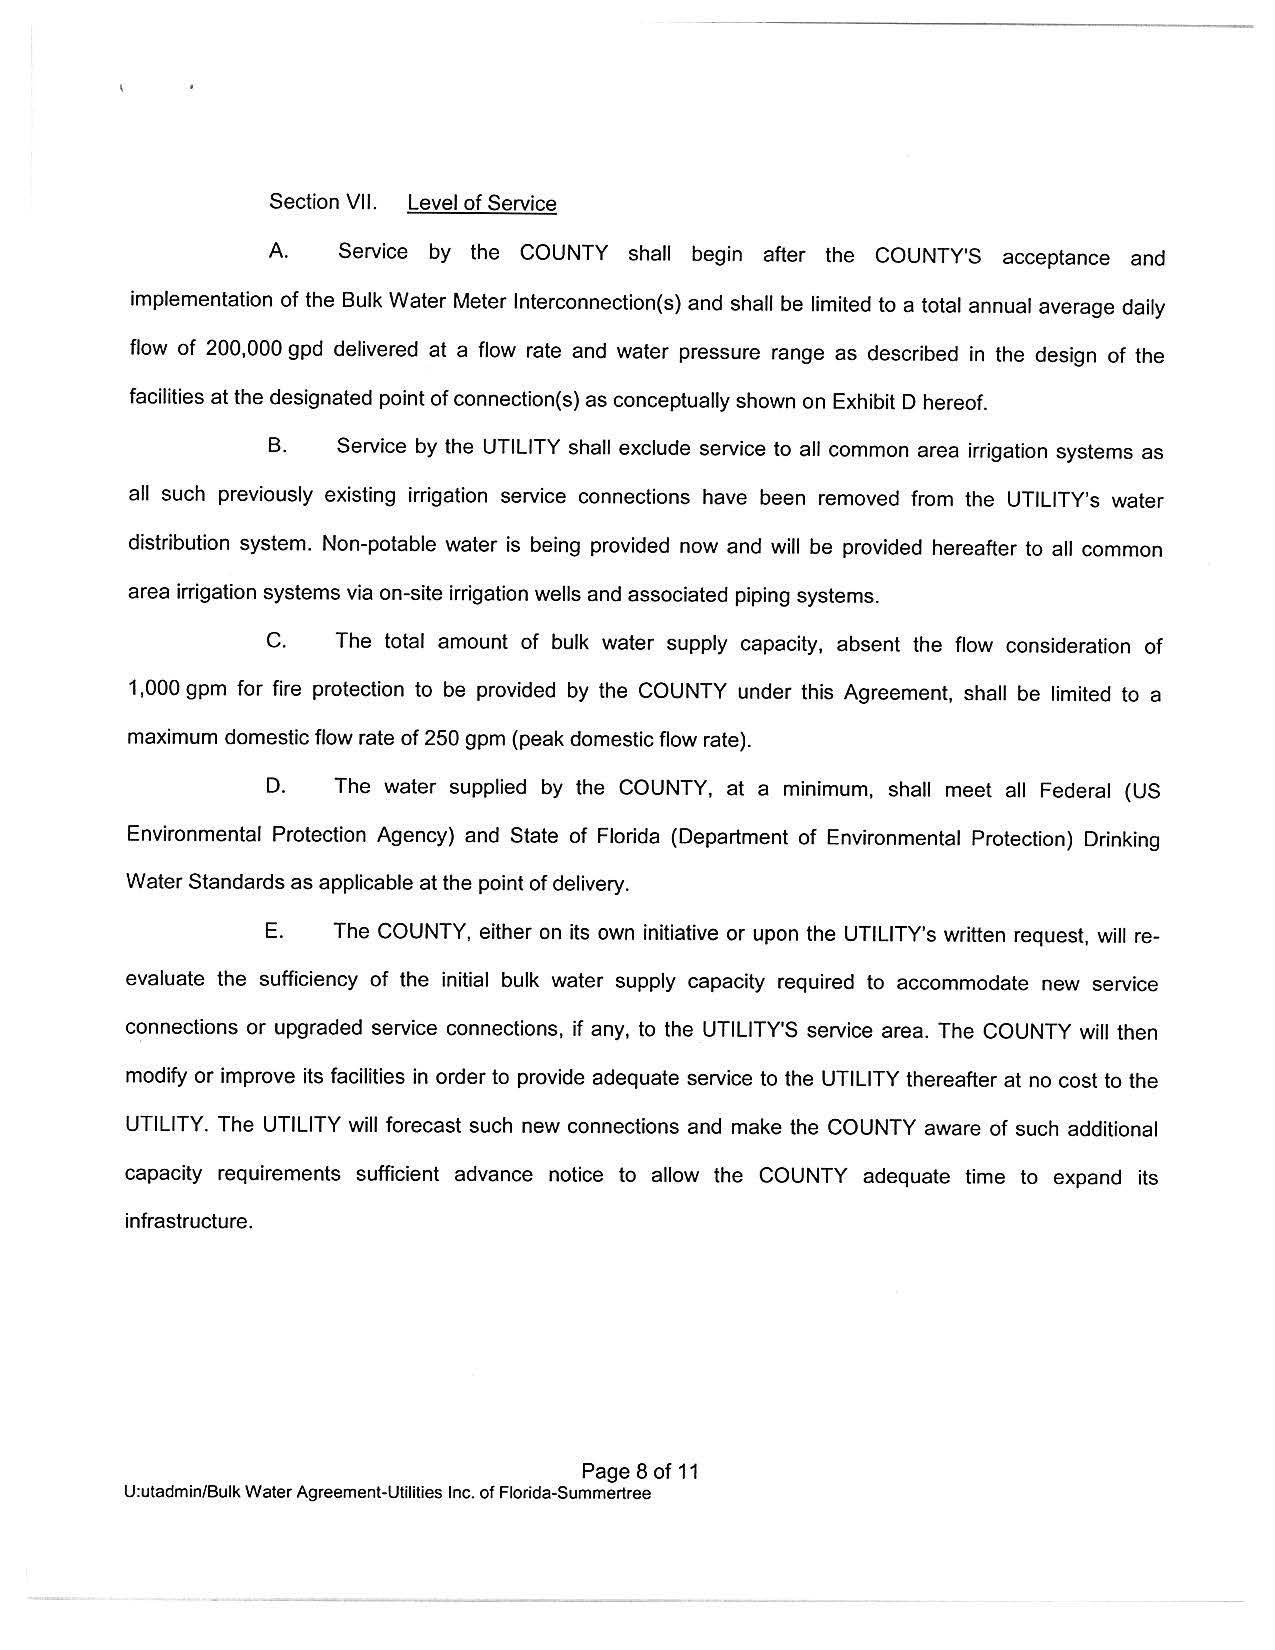 Section VII. Level of Service
A. Service by the COUNTY shall begin after the COUNTY'S acceptance and
implementation of the Bulk Water Meter Interconnection(s) and shall be limited to a total annual average daily
flow of 200,000 gpd delivered at a flow rate and water pressure range as described in the design of the
facilities at the designated point of connection(s) as conceptually shown on Exhibit D hereof.
B. Service by the UTILITY shall exclude service to all common area irrigation systems as
all such previously existing irrigation service connections have been removed from the UTILITY's water
distribution system. Non-potable water is being provided now and will be provided hereafter to all common
area irrigation systems via on-site irrigation wells and associated piping systems.
C. The total amount of bulk water supply capacity, absent the flow consideration of
1,000 gpm for fire protection to be provided by the COUNTY under this Agreement, shall be limited to a
maximum domestic flow rate of 250 gpm (peak domestic flow rate).
D. The water supplied by the COUNTY, at a minimum, shall meet all Federal (US
Environmental Protection Agency) and State of Florida (Department of Environmental Protection) Drinking
Water Standards as applicable at the point of delivery.
E. The COUNTY, either on its own initiative or upon the UTILITY's written request, will re-
evaluate the sufficiency of the initial bulk water supply capacity required to accommodate new service
connections or upgraded service connections, if any, to the UTILITY'S service area. The COUNTY will then
modify or improve its facilities in order to provide adequate service to the UTILITY thereafter at no cost to the
UTILITY. The UTILITY will forecast such new connections and make the COUNTY aware of such additional
capacity requirements sufficient advance notice to allow the COUNTY adequate time to expand its
infrastructure.
Page 8 of 11
U:utadmin/Bulk Water Agreement-Utilities Inc. of Florida-Summertree